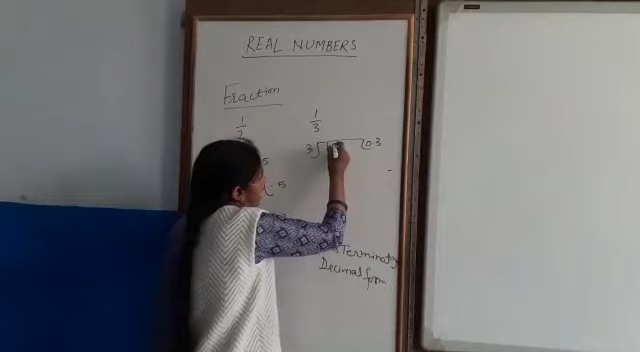 REAL NUMBERS
Fraction
1/2
1/3
3 0.3
5
.5
Terminating
Decimal form